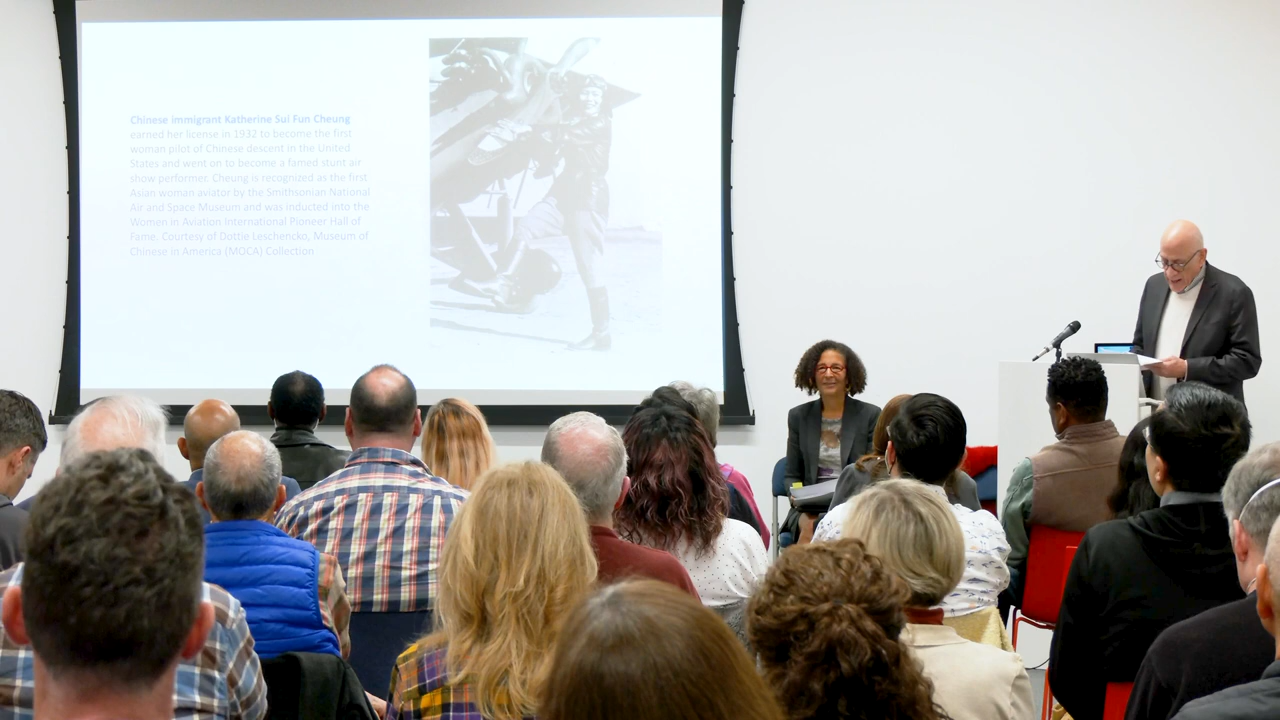 Chinese immigrant Katherine Sui Fun Cheung
earned her license in 1932 to become the first
woman pilot of Chinese descent in the United
States and went on to become a famed stunt air
show performer. Cheung is recognized as the first
Asian woman aviator by the Smithsonian National
Air and Space Museum and was inducted into the
Women in Aviation International Pioneer Hall of
Fame. Courtesy of Dottie Leschencko, Museum of
Chinese in America (MOCA) Collection